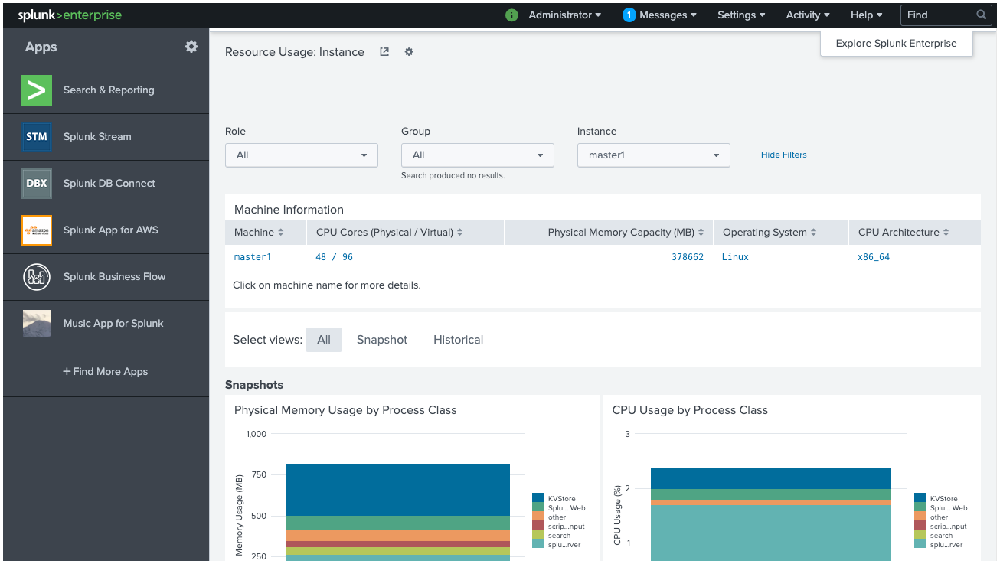 splunk>enterprise
i Administrator 1 Messages Settings Activity Help Find
Explore Splunk Enterprise
Apps
Search & Reporting
STM Splunk Stream
DBX Splunk DB Connect
amazon Splunk App for AWS
Splunk Business Flow
Music App for Splunk
+ Find More Apps
Resource Usage: Instance
Role Group Instance
All All master1 Hide Filters
Search produced no results.
Machine Information
Machine CPU Cores (Physical / Virtual) Physical Memory Capacity (MB) Operating System CPU Architecture
master1 48 / 96 378662 Linux x86_64
Click on machine name for more details.
Select views: All Snapshot Historical
Snapshots
Physical Memory Usage by Process Class
Memory Usage (MB)
1,000
750
500
250
KVStore
Splu... Web
other
scrip...nput
search
splu...rver
CPU Usage by Process Class
CPU Usage (%)
3
2
1
KVStore
Splu... Web
other
scrip...nput
search
splu...rver